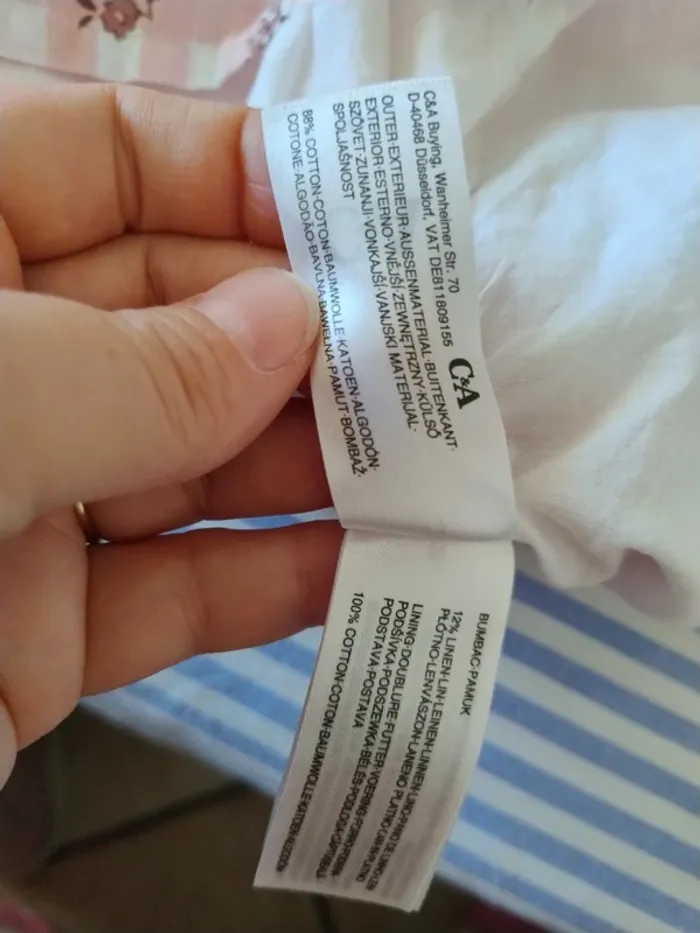 C&A Buying, Wanheimer Str. 70
D-40468 Düsseldorf, VAT DE811809155
C&A
OUTER·EXTERIEUR·AUSSENMATERIAL·BUITENKANT·
EXTERIOR·ESTERNO·VNĚJŠÍ·ZEWNĘTRZNY·KÜLSŐ
SZÖVET·ZUNANJI·VONKAJŠÍ·VANJSKI MATERIJAL·
SPOLJAŠNOST
88% COTTON·COTON·BAUMWOLLE·KATOEN·ALGODÓN·
COTONE·ALGODÃO·BAVLNA·BAWEŁNA·PAMUT·BOMBAŽ·
BUMBAC·PAMUK
12% LINEN·LIN·LEINEN·LINNEN·LINO
PŁÓTNO·LENVÁSZON·LANENO PLATNO
LINING·DOUBLURE·FUTTER·VOERING
PODŠÍVKA·PODSZEWKA·BÉLÉS·PODLOGA
PODSTAVA·POSTAVA
100% COTTON·COTON·BAUMWOLLE·KATOEN·ALGODÓN